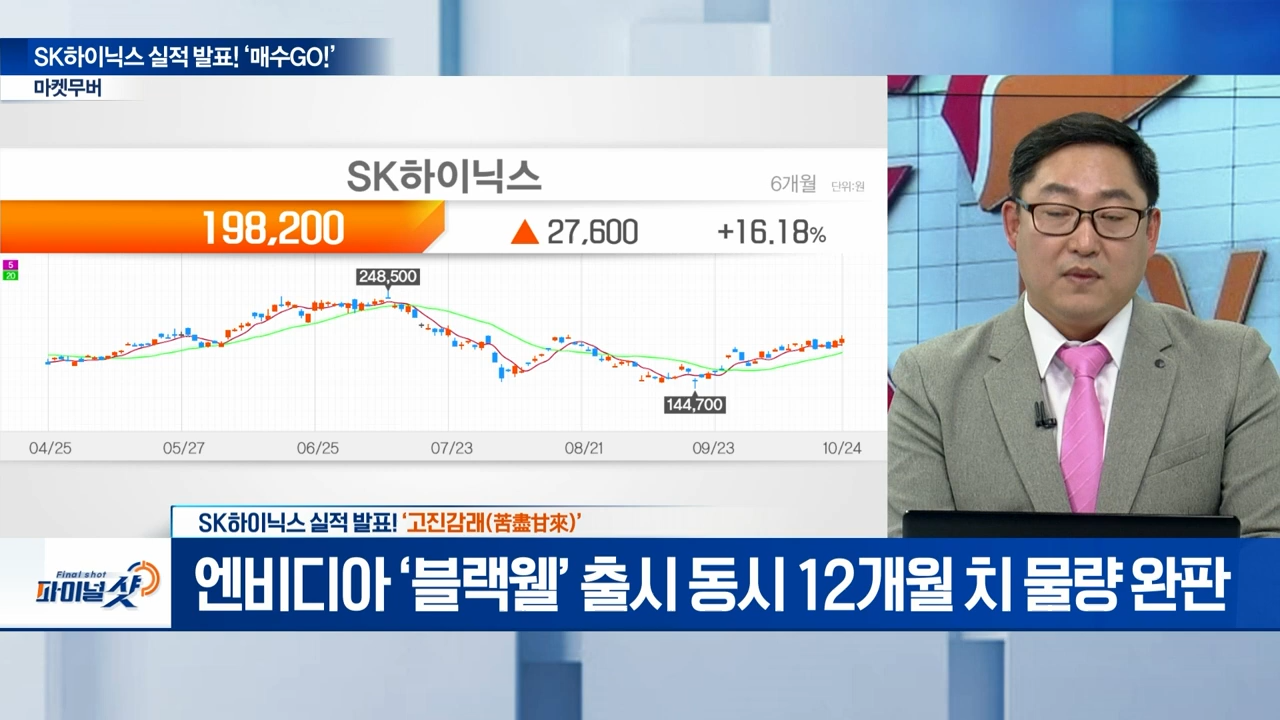 SK하이닉스 실적 발표! ‘매수GO!’
마켓무버
SK하이닉스
6개월 단위:원
198,200 ▲ 27,600 +16.18%
5
20
248,500
144,700
04/25 05/27 06/25 07/23 08/21 09/23 10/24
SK하이닉스 실적 발표! ‘고진감래(苦盡甘來)’
Final shot
파이널샷
엔비디아 ‘블랙웰’ 출시 동시 12개월 치 물량 완판